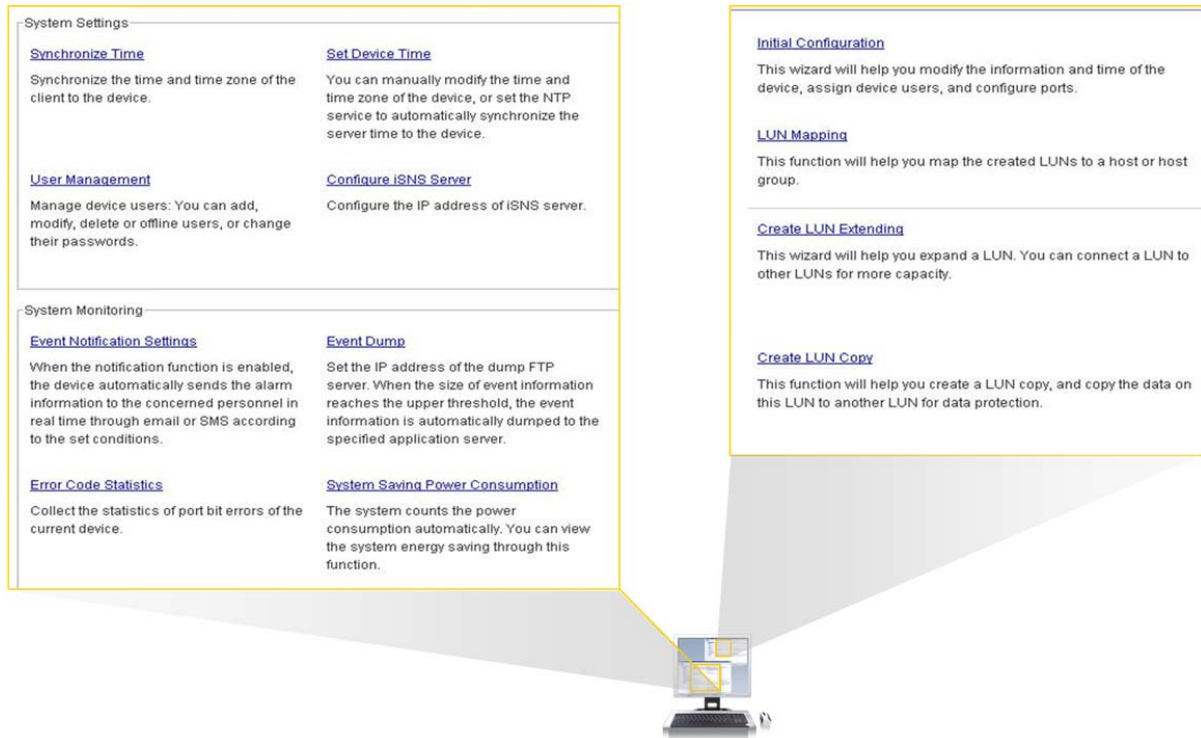 System Settings
Synchronize Time
Synchronize the time and time zone of the
client to the device.
Set Device Time
You can manually modify the time and
time zone of the device, or set the NTP
service to automatically synchronize the
server time to the device.
User Management
Manage device users: You can add,
modify, delete or offline users, or change
their passwords.
Configure iSNS Server
Configure the IP address of iSNS server.
System Monitoring
Event Notification Settings
When the notification function is enabled,
the device automatically sends the alarm
information to the concerned personnel in
real time through email or SMS according
to the set conditions.
Event Dump
Set the IP address of the dump FTP
server. When the size of event information
reaches the upper threshold, the event
information is automatically dumped to the
specified application server.
Error Code Statistics
Collect the statistics of port bit errors of the
current device.
System Saving Power Consumption
The system counts the power
consumption automatically. You can view
the system energy saving through this
function.
Initial Configuration
This wizard will help you modify the information and time of the
device, assign device users, and configure ports.
LUN Mapping
This function will help you map the created LUNs to a host or host
group.
Create LUN Extending
This wizard will help you expand a LUN. You can connect a LUN to
other LUNs for more capacity.
Create LUN Copy
This function will help you create a LUN copy, and copy the data on
this LUN to another LUN for data protection.